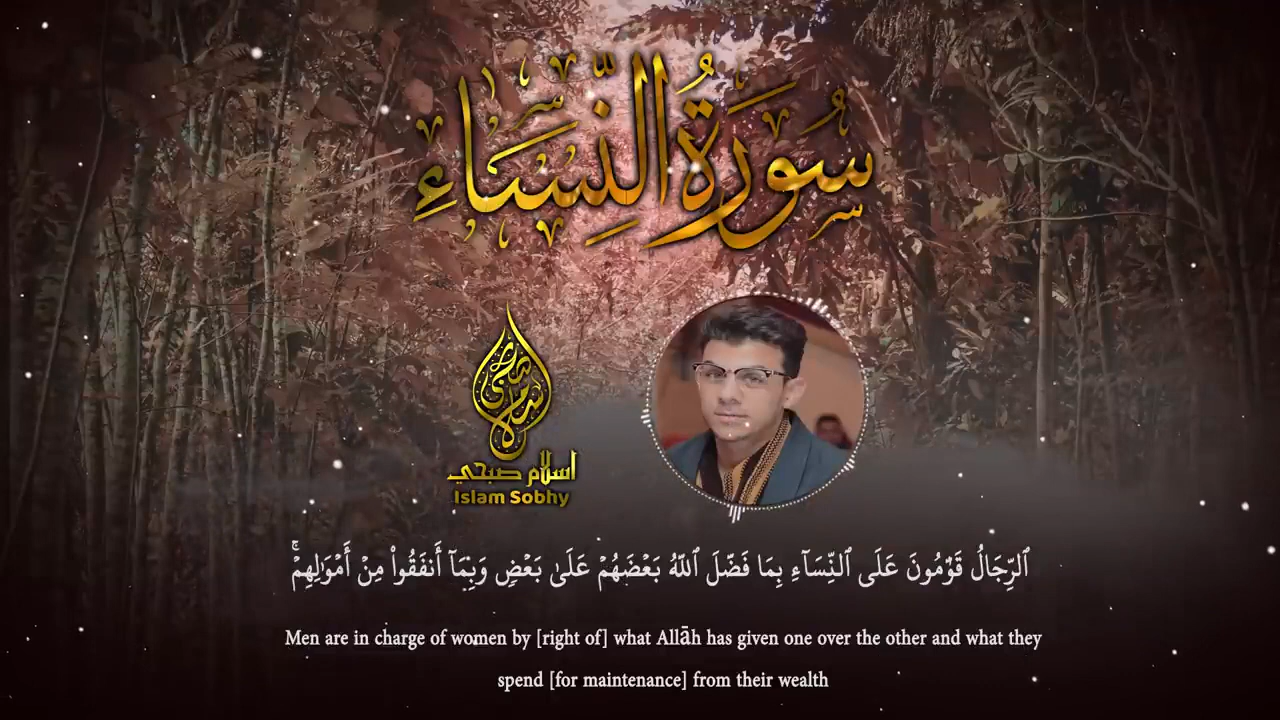 سُورَةُ النِّسَاءِ
اسلام صبحي
Islam Sobhy
ٱلرِّجَالُ قَوَّٰمُونَ عَلَى ٱلنِّسَآءِ بِمَا فَضَّلَ ٱللَّهُ بَعۡضَهُمۡ عَلَىٰ بَعۡضٖ وَبِمَآ أَنفَقُواْ مِنۡ أَمۡوَٰلِهِمۡۚ
Men are in charge of women by [right of] what Allāh has given one over the other and what they
spend [for maintenance] from their wealth